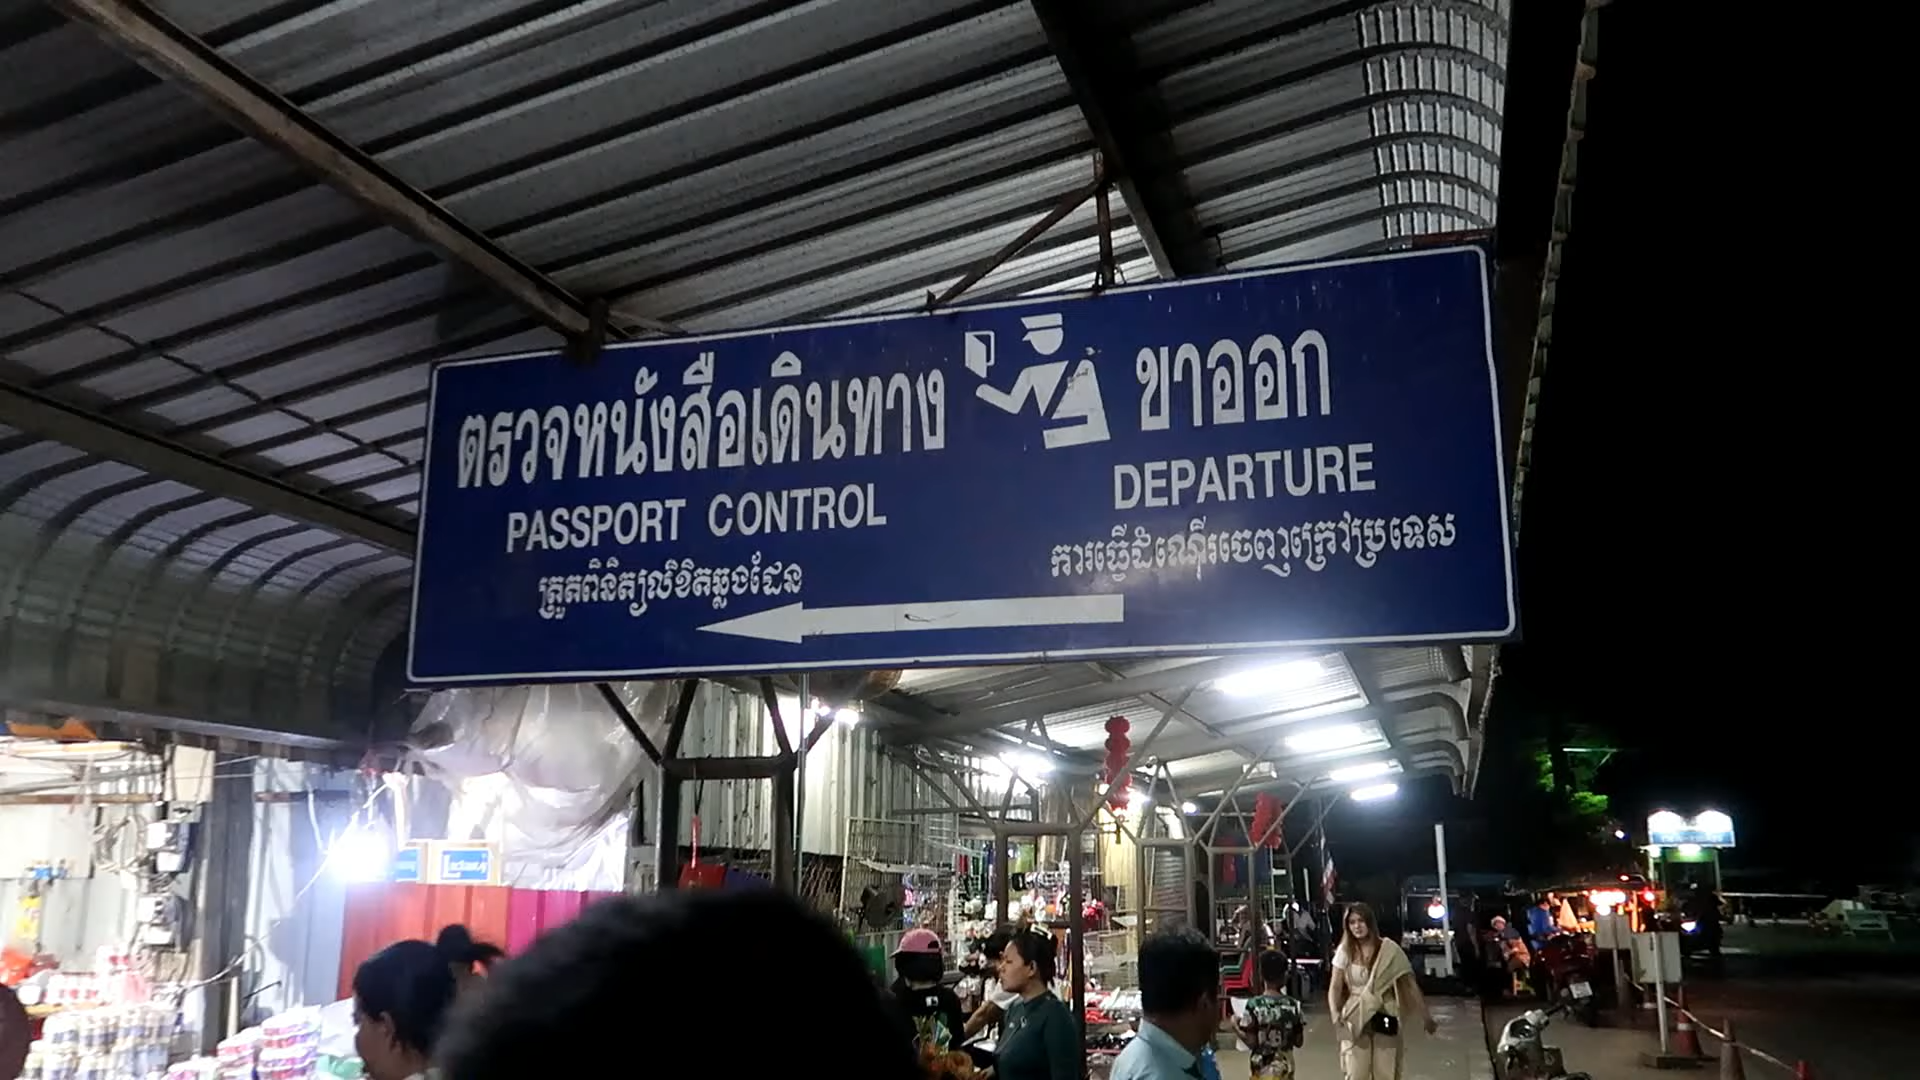 ตรวจหนังสือเดินทาง
PASSPORT CONTROL
ត្រួតពិនិត្យលិខិតឆ្លងដែន
ขาออก
DEPARTURE
ការធ្វើដំណើរចេញក្រៅប្រទេស